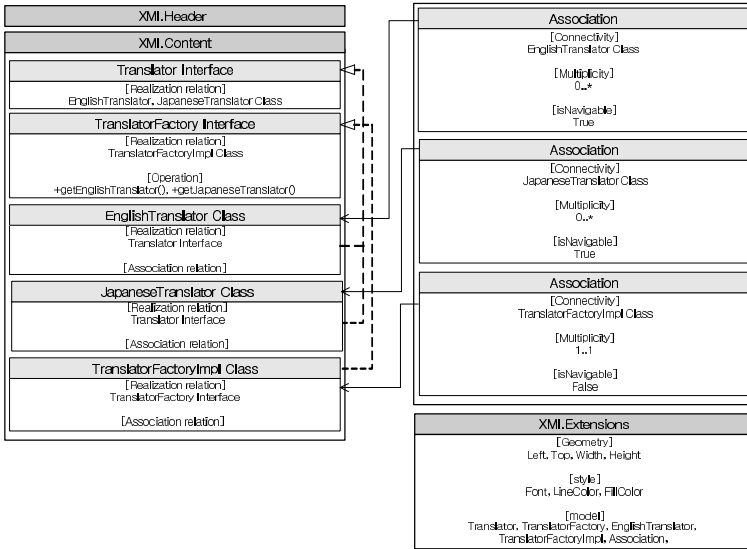 XMI.Header
XMI.Content
Translator Interface
[Realization relation]
EnglishTranslator, JapaneseTranslator Class
TranslatorFactory Interface
[Realization relation]
TranslatorFactoryImpl Class
[Operation]
+getEnglishTranslator(), +getJapaneseTranslator()
EnglishTranslator Class
[Realization relation]
Translator Interface
[Association relation]
JapaneseTranslator Class
[Realization relation]
Translator Interface
[Association relation]
TranslatorFactoryImpl Class
[Realization relation]
TranslatorFactory Interface
[Association relation]
Association
[Connectivity]
EnglishTranslator Class
[Multiplicity]
0..*
[isNavigable]
True
Association
[Connectivity]
JapaneseTranslator Class
[Multiplicity]
0..*
[isNavigable]
True
Association
[Connectivity]
TranslatorFactoryImpl Class
[Multiplicity]
1..1
[isNavigable]
False
XMI.Extensions
[Geometry]
Left, Top, Width, Height
[style]
Font, LineColor, FillColor
[model]
Translator, TranslatorFactory, EnglishTranslator,
TranslatorFactoryImpl, Association,